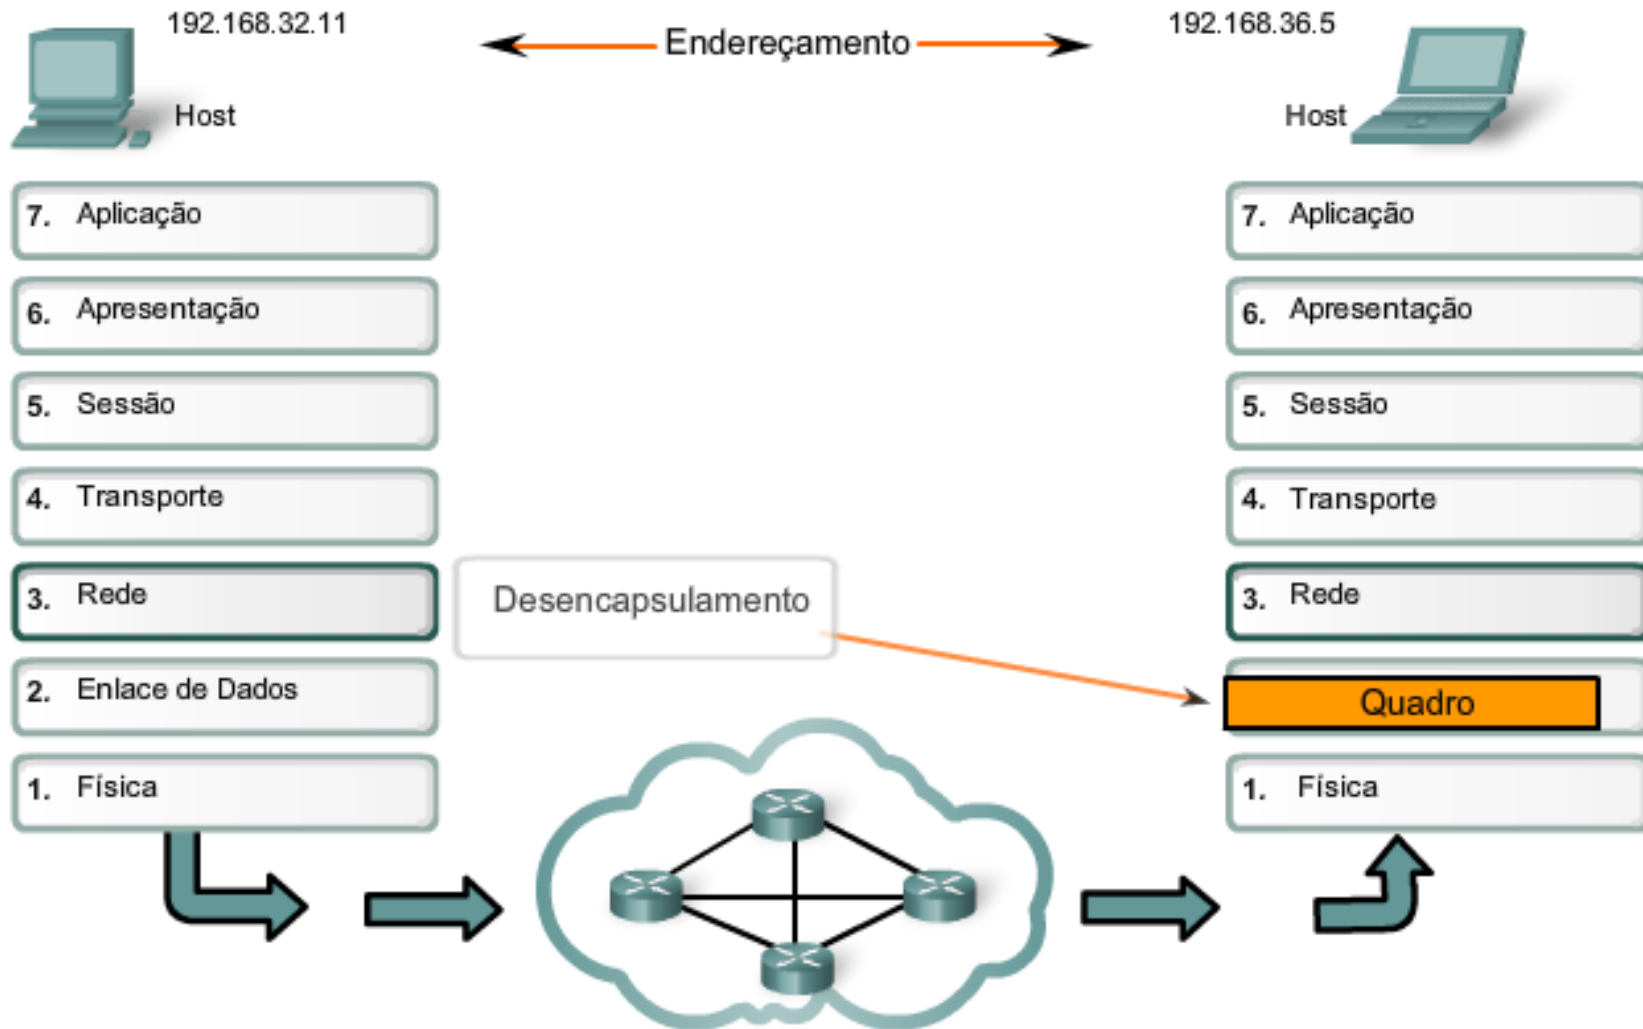 192.168.32.11
Endereçamento
192.168.36.5
Host
Host
7. Aplicação
6. Apresentação
5. Sessão
4. Transporte
3. Rede
2. Enlace de Dados
1. Física
Desencapsulamento
7. Aplicação
6. Apresentação
5. Sessão
4. Transporte
3. Rede
Quadro
1. Física